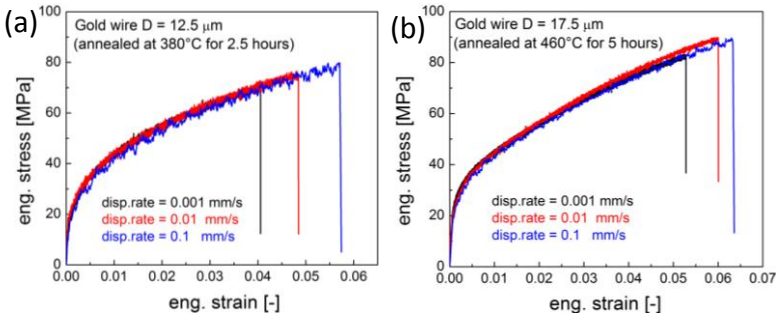 (a)
Gold wire D = 12.5 μm
(annealed at 380°C for 2.5 hours)
eng. stress [MPa]
100
80
60
40
20
0
disp.rate = 0.001 mm/s
disp.rate = 0.01 mm/s
disp.rate = 0.1 mm/s
0.00 0.01 0.02 0.03 0.04 0.05 0.06
eng. strain [-]
(b)
Gold wire D = 17.5 μm
(annealed at 460°C for 5 hours)
eng. stress [MPa]
100
80
60
40
20
0
disp.rate = 0.001 mm/s
disp.rate = 0.01 mm/s
disp.rate = 0.1 mm/s
0.00 0.01 0.02 0.03 0.04 0.05 0.06 0.07
eng. strain [-]